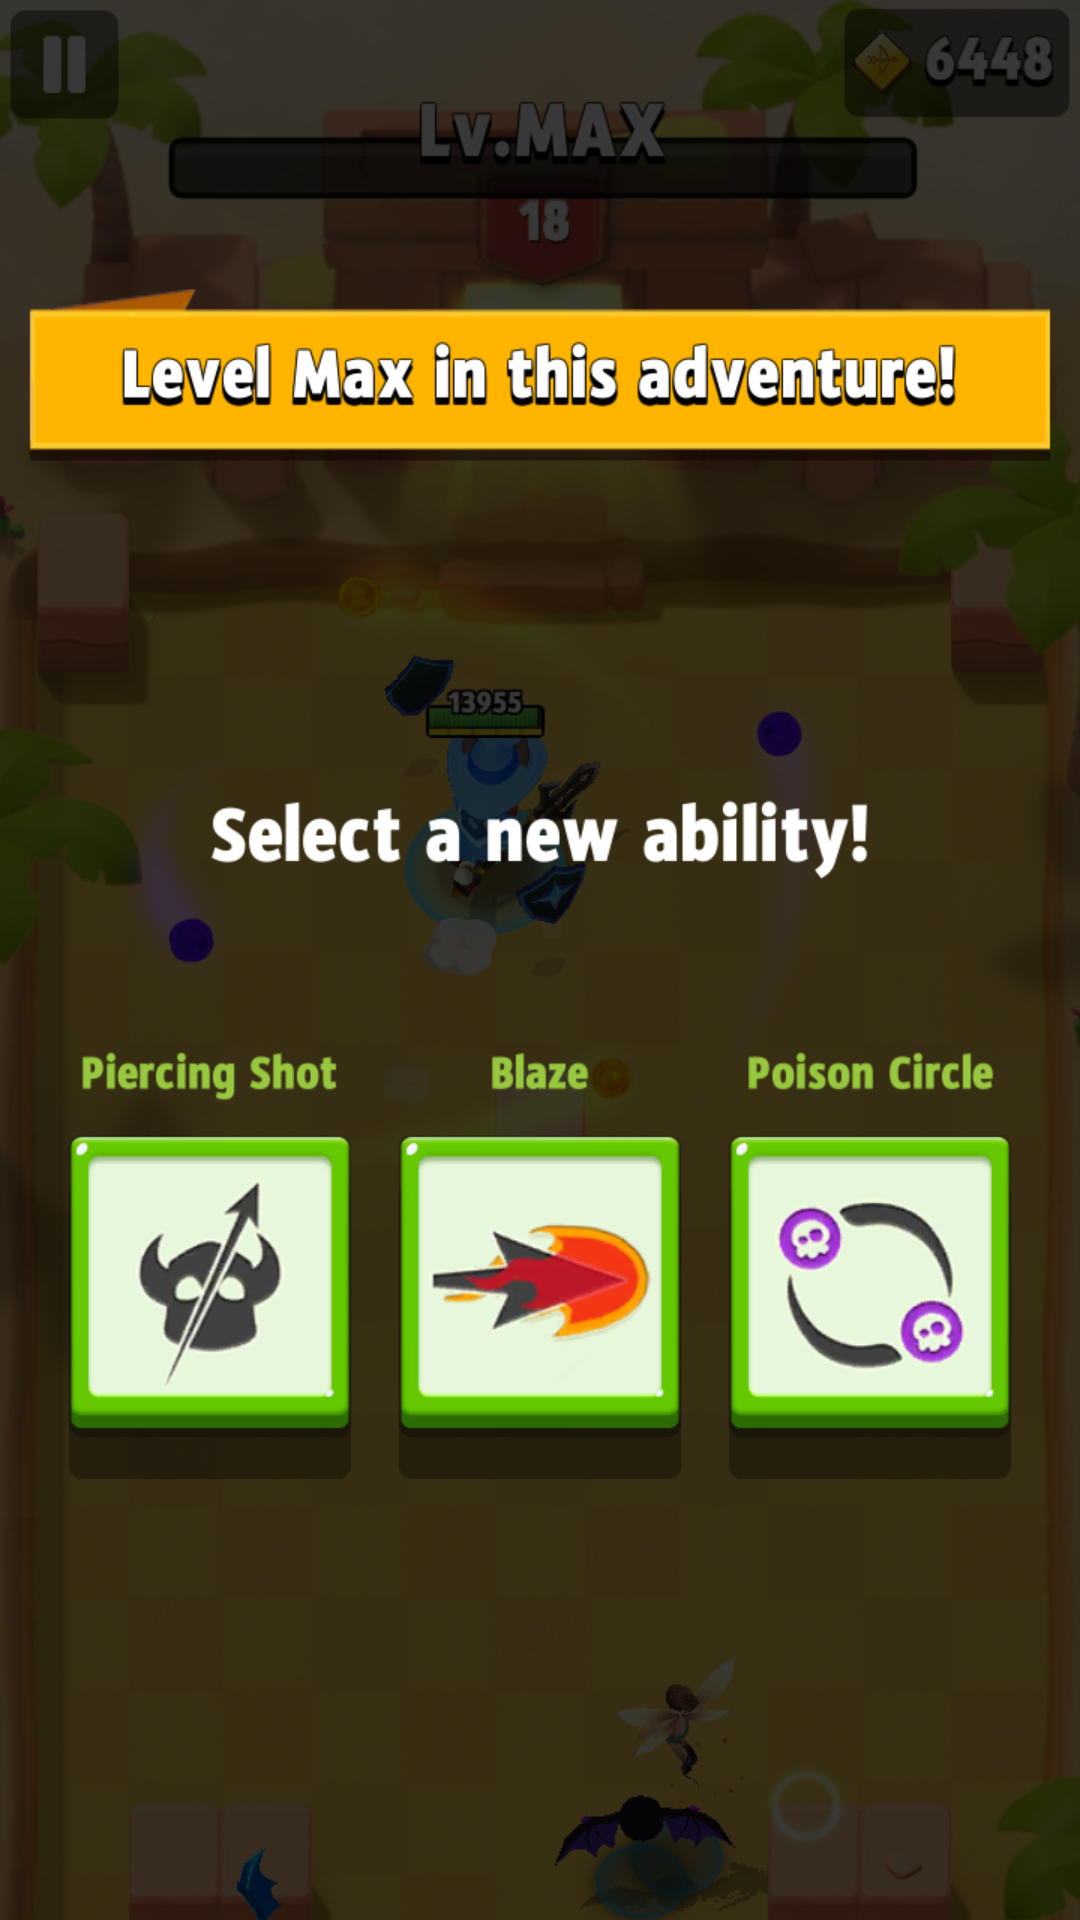 6448
Lv.MAX
18
Level Max in this adventure!
13955
Select a new ability!
Piercing Shot
Blaze
Poison Circle